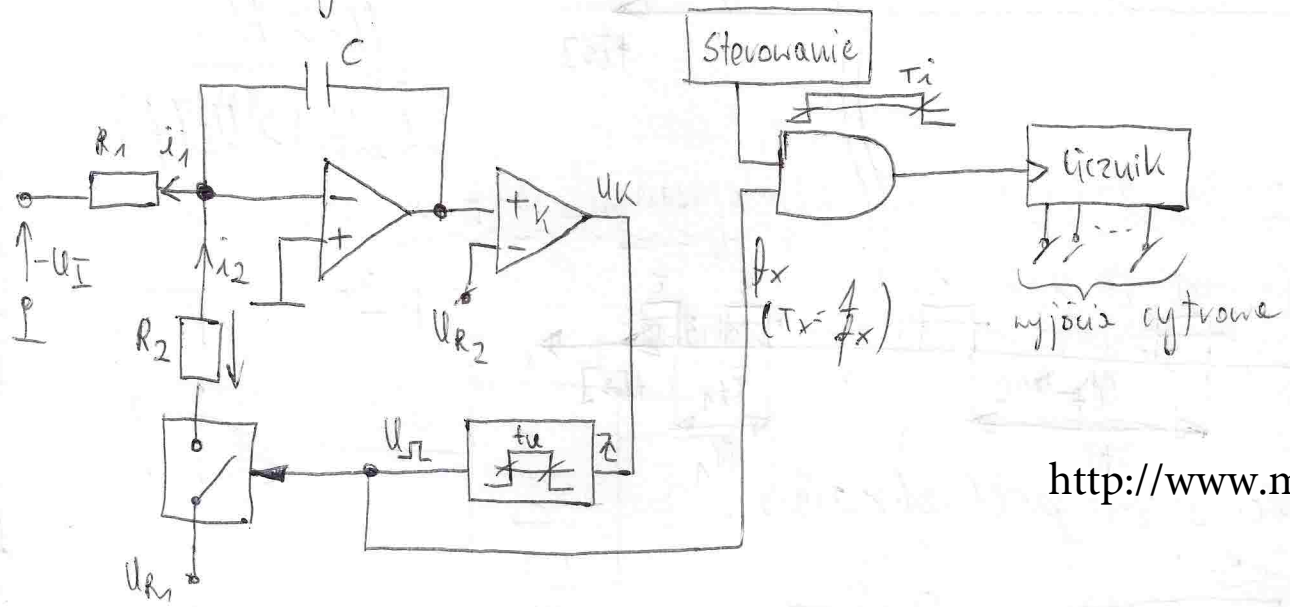 C
Sterowanie
Ti
R1 i1
-
+
+
K
-
UK
Licznik
-UI
i2
UR2
fx
(Tx=1/fx)
wyjścia cyfrowe
R2
U
tu
UR1
http://www.m